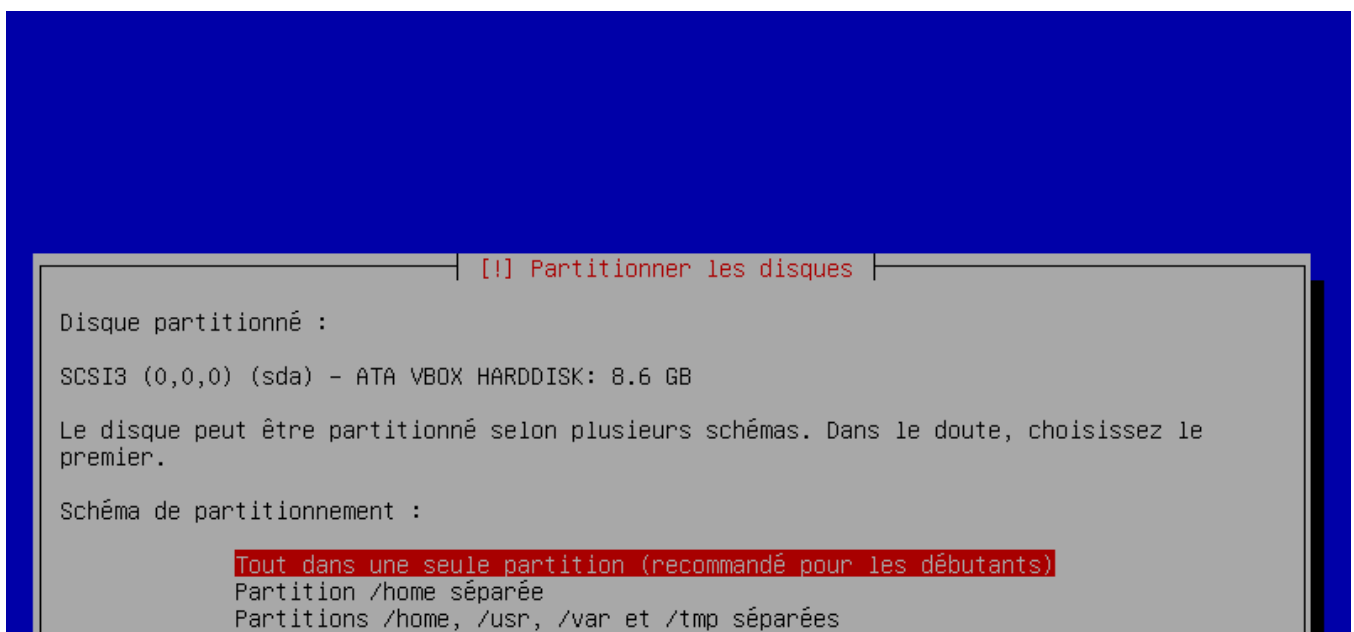 [!] Partitionner les disques
Disque partitionné :
SCSI3 (0,0,0) (sda) – ATA VBOX HARDDISK: 8.6 GB
Le disque peut être partitionné selon plusieurs schémas. Dans le doute, choisissez le
premier.
Schéma de partitionnement :
Tout dans une seule partition (recommandé pour les débutants)
Partition /home séparée
Partitions /home, /usr, /var et /tmp séparées